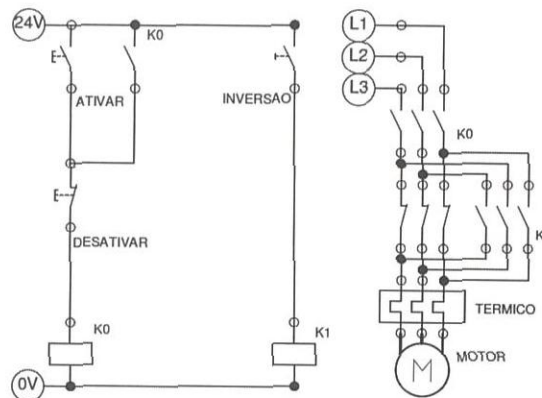 24V
K0
ATIVAR
INVERSAO
DESATIVAR
K0
K1
0V
L1
L2
L3
K0
K
TERMICO
M
MOTOR